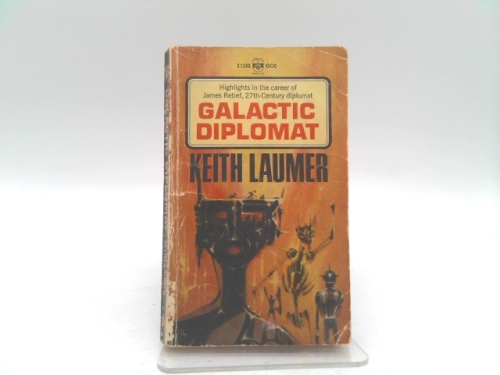 Highlights in the career of
James Retief, 27th-Century diplomat
GALACTIC
DIPLOMAT
KEITH LAUMER